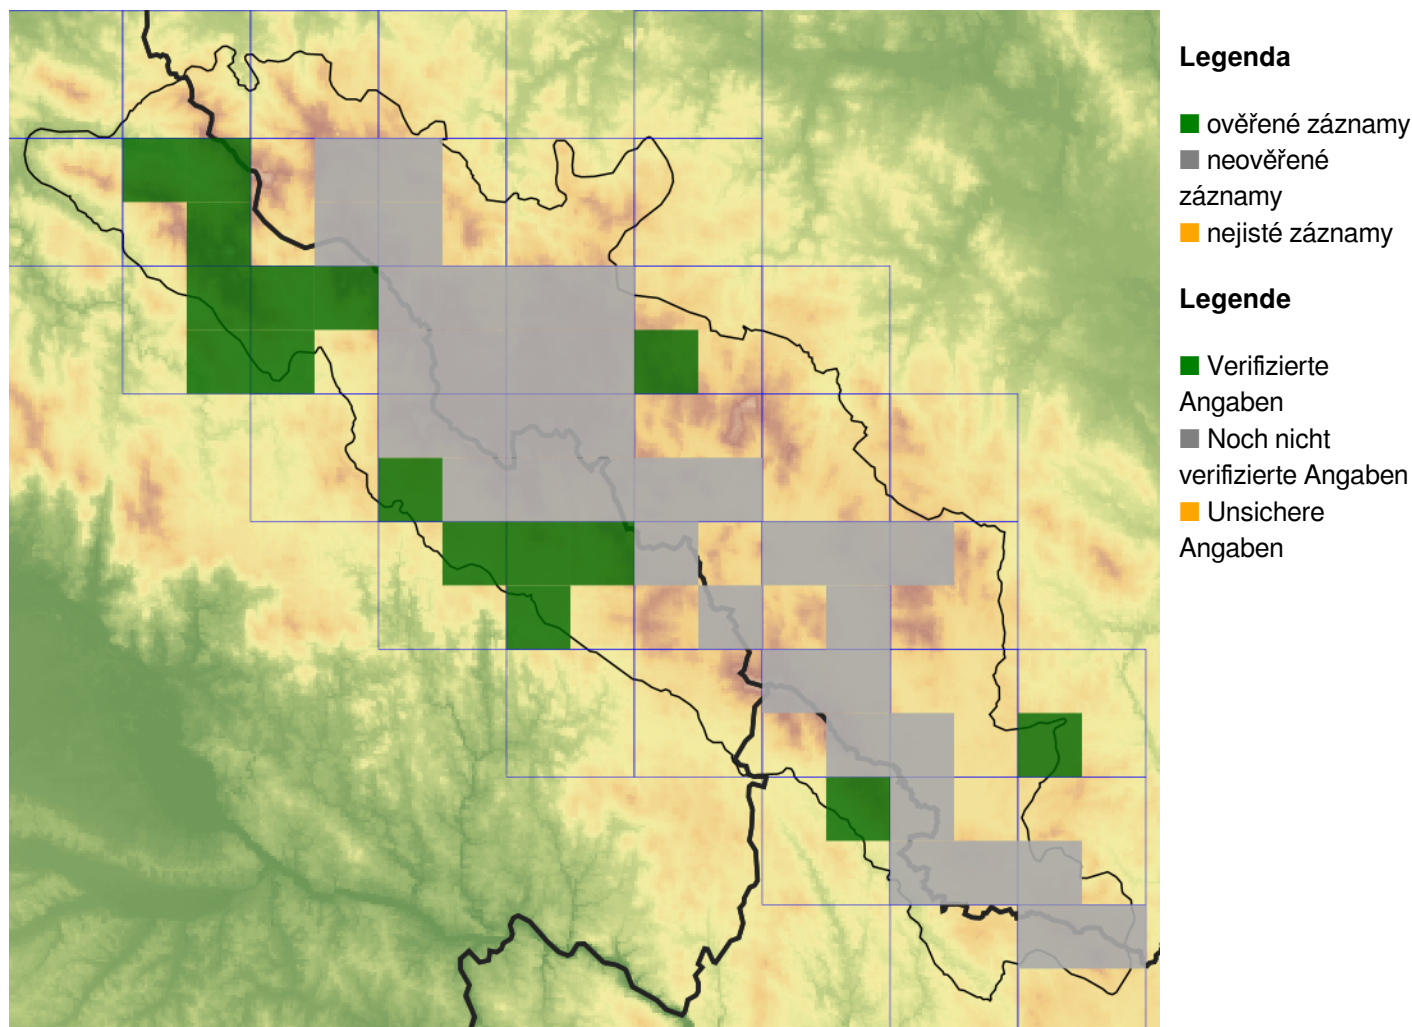 Legenda
ověřené záznamy
neověřené
záznamy
nejisté záznamy
Legende
Verifizierte
Angaben
Noch nicht
verifizierte Angaben
Unsichere
Angaben